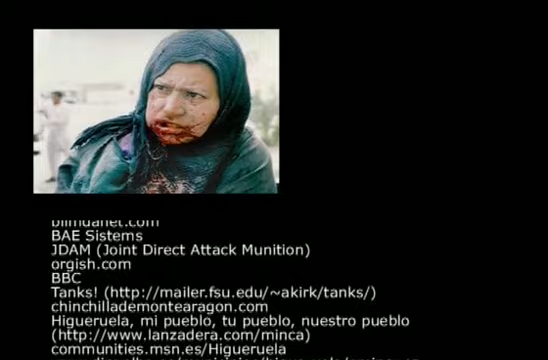 BAE Sistems
JDAM (Joint Direct Attack Munition)
orgish.com
BBC
Tanks! (http://mailer.fsu.edu/~akirk/tanks/)
chinchillademontearagon.com
Higueruela, mi pueblo, tu pueblo, nuestro pueblo
(http://www.lanzadera.com/minca)
communities.msn.es/Higueruela